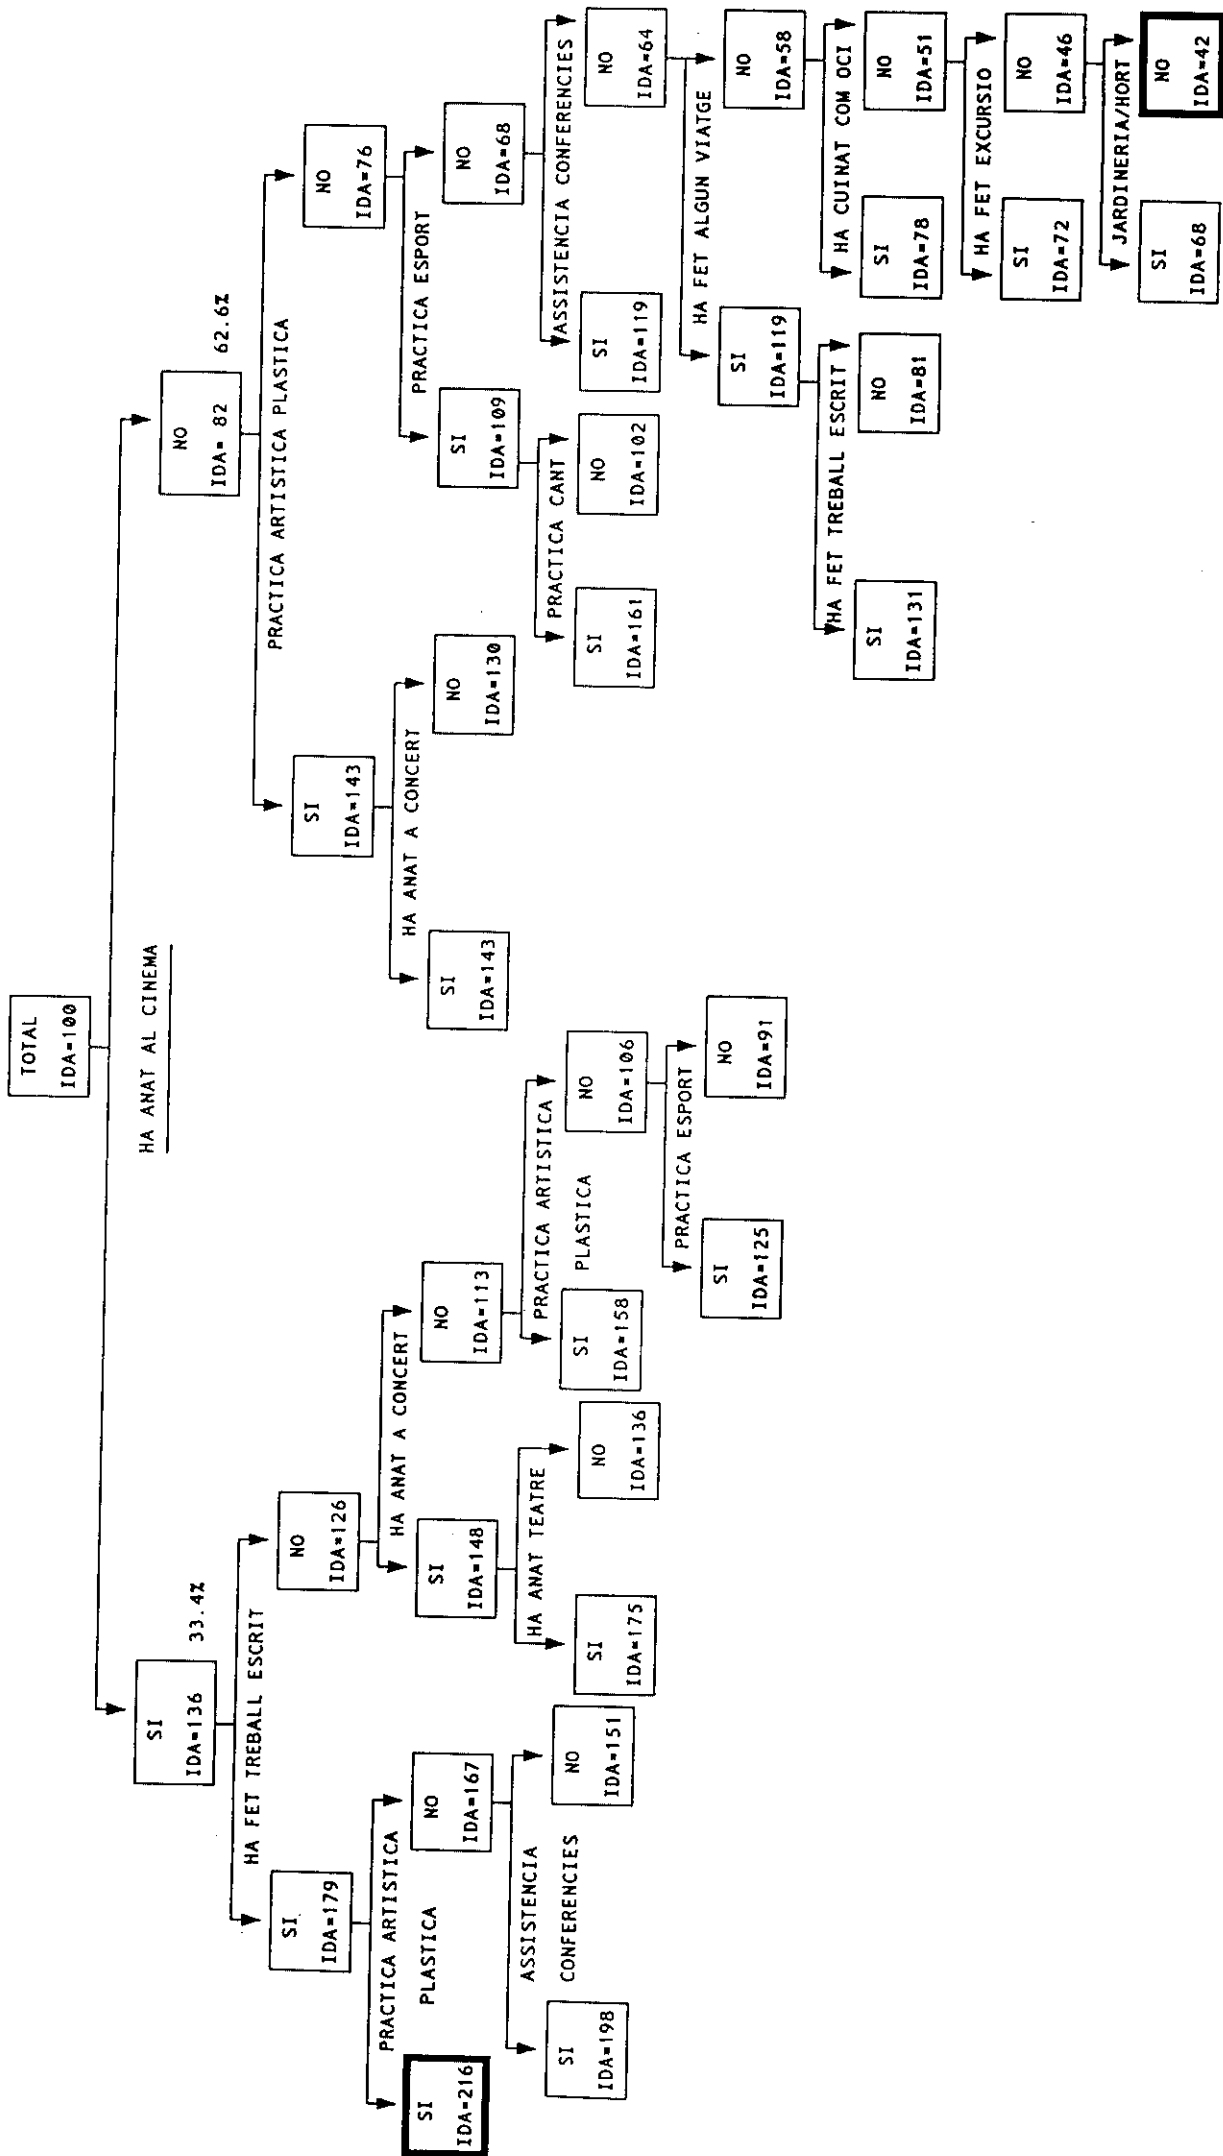 TOTAL
IDA=100
HA ANAT AL CINEMA
SI
IDA=136
33.4%
NO
IDA= 82
62.6%
HA FET TREBALL ESCRIT
PRACTICA ARTISTICA PLASTICA
SI
IDA=179
NO
IDA=126
SI
IDA=143
NO
IDA=76
PRACTICA ARTISTICA
PLASTICA
HA ANAT A CONCERT
HA ANAT A CONCERT
PRACTICA ESPORT
SI
IDA=216
NO
IDA=167
SI
IDA=148
NO
IDA=113
SI
IDA=143
NO
IDA=130
SI
IDA=109
NO
IDA=68
ASSISTENCIA
CONFERENCIES
HA ANAT TEATRE
PRACTICA ARTISTICA
PLASTICA
PRACTICA CANT
ASSISTENCIA CONFERENCIES
SI
IDA=198
NO
IDA=151
SI
IDA=175
NO
IDA=136
SI
IDA=158
NO
IDA=106
SI
IDA=161
NO
IDA=102
SI
IDA=119
NO
IDA=64
PRACTICA ESPORT
HA FET ALGUN VIATGE
SI
IDA=125
NO
IDA=91
SI
IDA=119
NO
IDA=58
HA FET TREBALL ESCRIT
HA CUINAT COM OCI
SI
IDA=131
NO
IDA=81
SI
IDA=78
NO
IDA=51
HA FET EXCURSIO
SI
IDA=72
NO
IDA=46
JARDINERIA/HORT
SI
IDA=68
NO
IDA=42